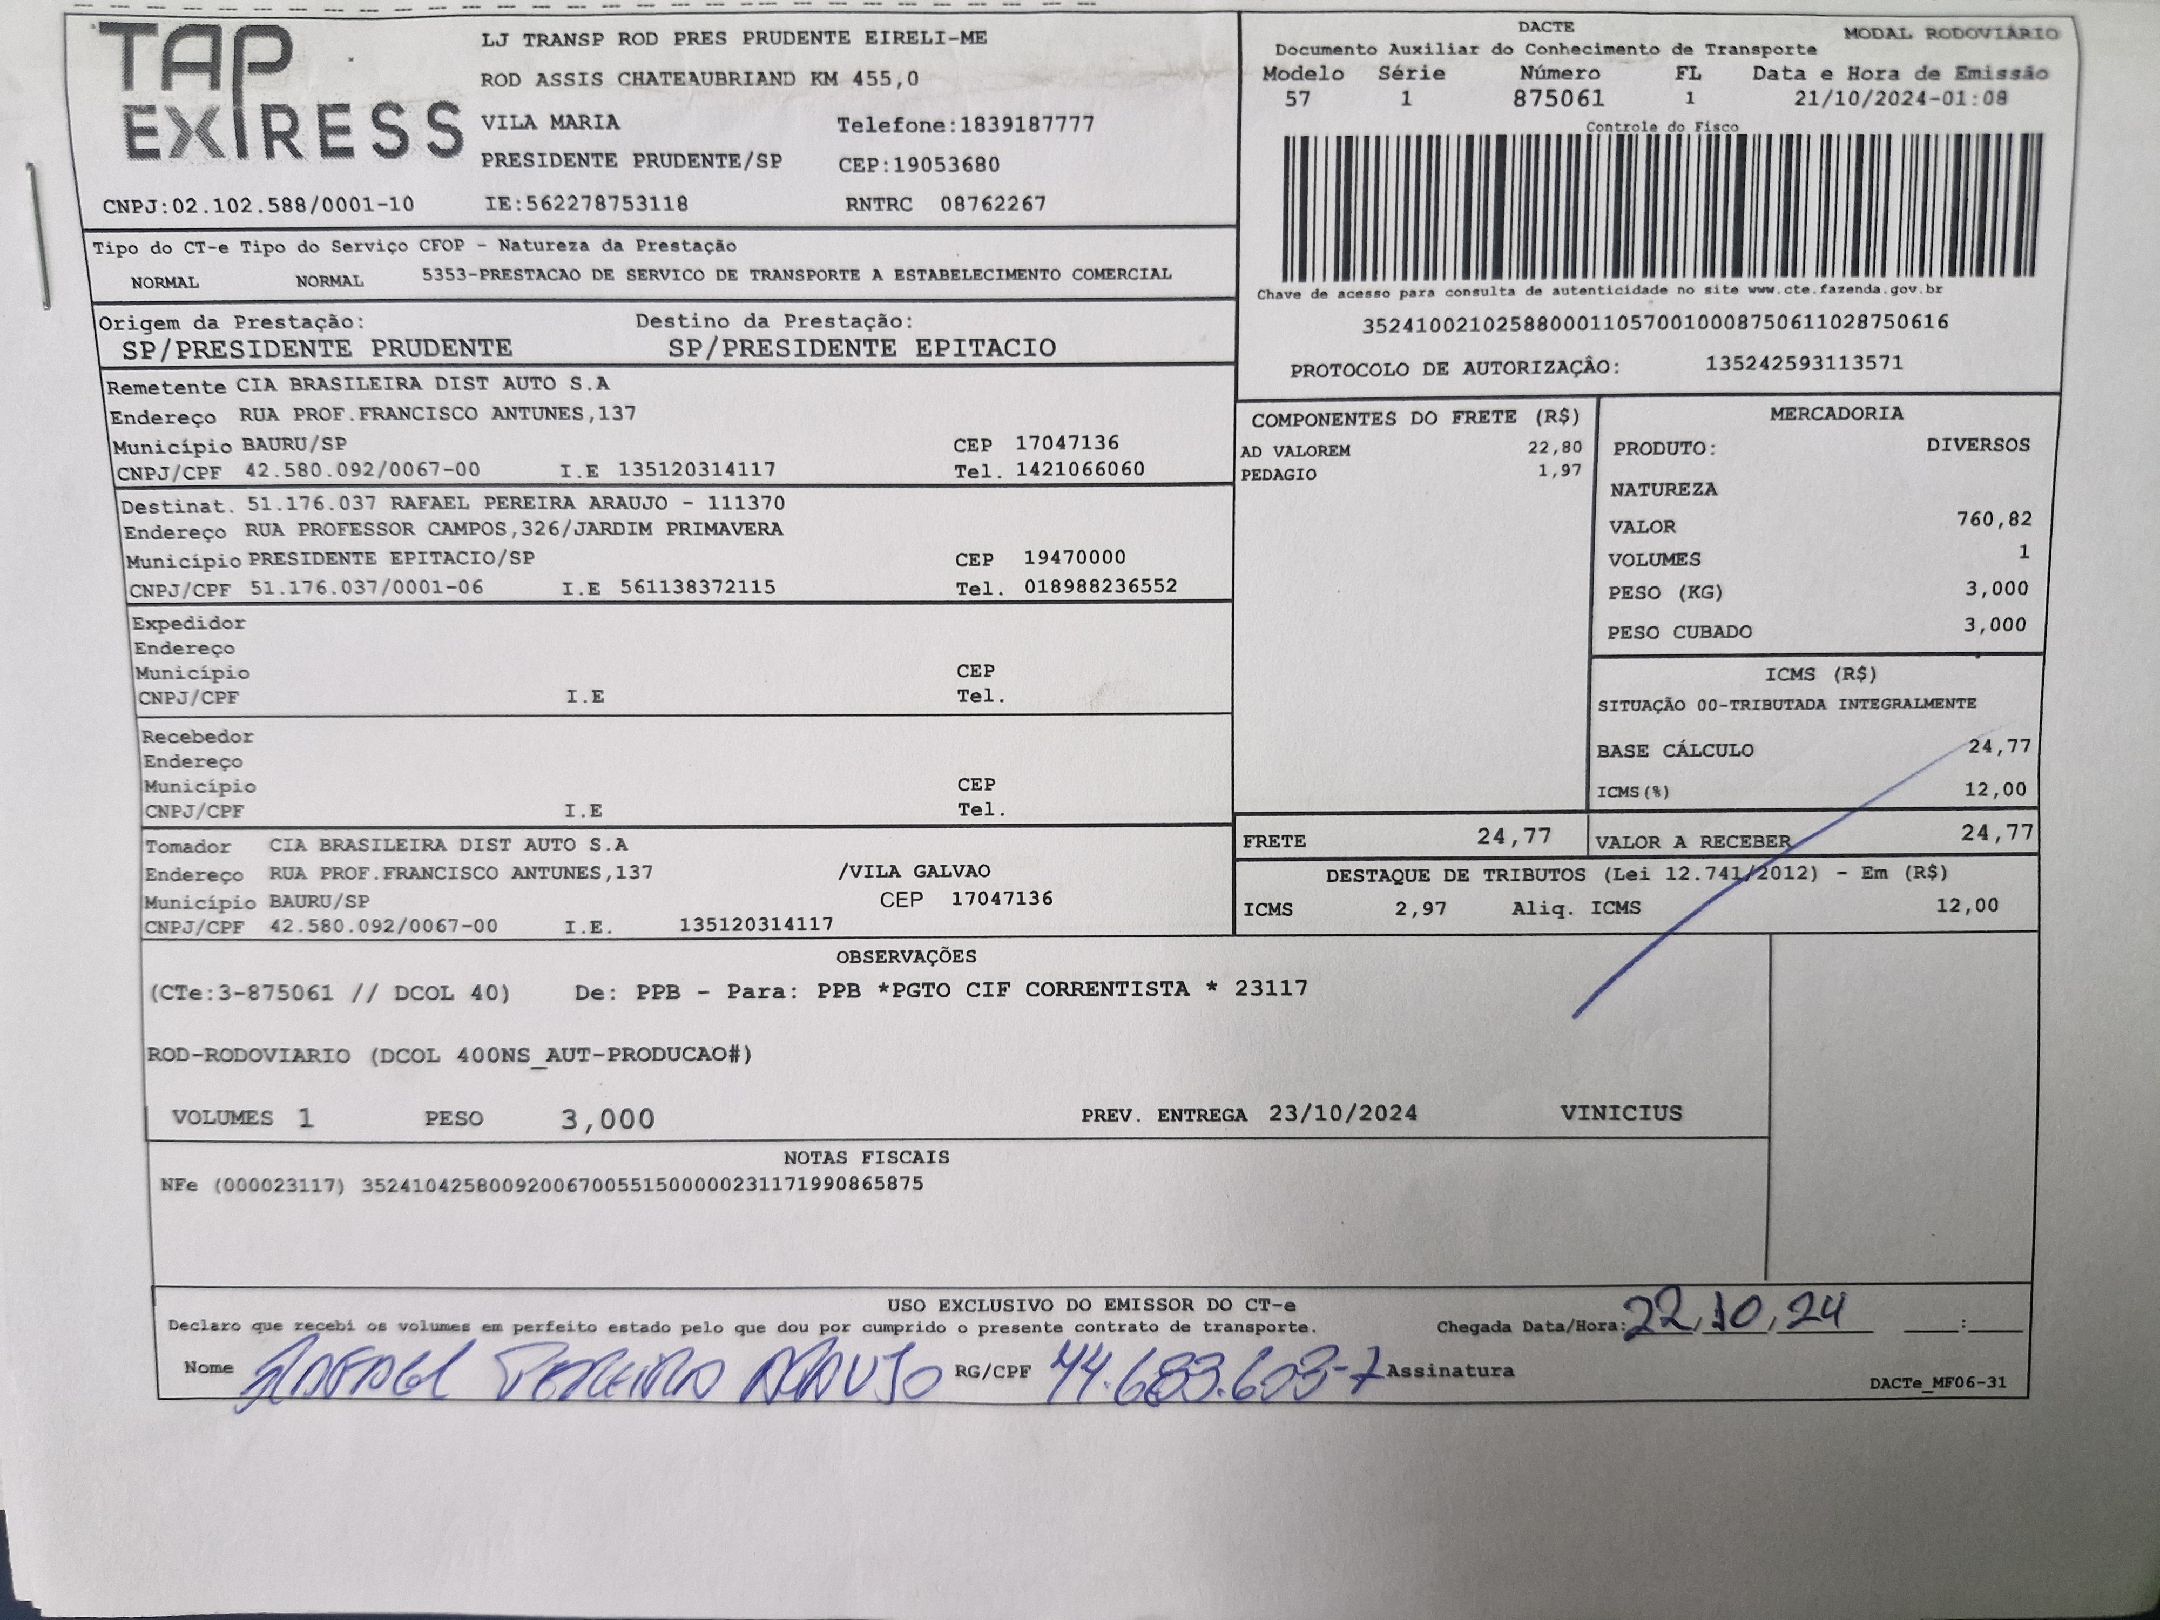 TAP EXPRESS
LJ TRANSP ROD PRES PRUDENTE EIRELI-ME
ROD ASSIS CHATEAUBRIAND KM 455,0
VILA MARIA Telefone:1839187777
PRESIDENTE PRUDENTE/SP CEP:19053680
CNPJ:02.102.588/0001-10 IE:562278753118 RNTRC 08762267
DACTE MODAL RODOVIÁRIO
Documento Auxiliar do Conhecimento de Transporte
Modelo Série Número FL Data e Hora de Emissão
57 1 875061 1 21/10/2024-01:08
Controle do Fisco
Chave de acesso para consulta de autenticidade no site www.cte.fazenda.gov.br
35241002102588000110570010008750611028750616
PROTOCOLO DE AUTORIZAÇÂO: 135242593113571
Tipo do CT-e Tipo do Serviço CFOP - Natureza da Prestação
NORMAL NORMAL 5353-PRESTACAO DE SERVICO DE TRANSPORTE A ESTABELECIMENTO COMERCIAL
Origem da Prestação: Destino da Prestação:
SP/PRESIDENTE PRUDENTE SP/PRESIDENTE EPITACIO
Remetente CIA BRASILEIRA DIST AUTO S.A
Endereço RUA PROF.FRANCISCO ANTUNES,137
Município BAURU/SP CEP 17047136
CNPJ/CPF 42.580.092/0067-00 I.E 135120314117 Tel. 1421066060
Destinat. 51.176.037 RAFAEL PEREIRA ARAUJO - 111370
Endereço RUA PROFESSOR CAMPOS,326/JARDIM PRIMAVERA
Município PRESIDENTE EPITACIO/SP CEP 19470000
CNPJ/CPF 51.176.037/0001-06 I.E 561138372115 Tel. 018988236552
Expedidor
Endereço
Município CEP
CNPJ/CPF I.E Tel.
Recebedor
Endereço
Município CEP
CNPJ/CPF I.E Tel.
Tomador CIA BRASILEIRA DIST AUTO S.A
Endereço RUA PROF.FRANCISCO ANTUNES,137 /VILA GALVAO
Município BAURU/SP CEP 17047136
CNPJ/CPF 42.580.092/0067-00 I.E. 135120314117
COMPONENTES DO FRETE (R$)
AD VALOREM 22,80
PEDAGIO 1,97
MERCADORIA
PRODUTO: DIVERSOS
NATUREZA
VALOR 760,82
VOLUMES 1
PESO (KG) 3,000
PESO CUBADO 3,000
ICMS (R$)
SITUAÇÃO 00-TRIBUTADA INTEGRALMENTE
BASE CÁLCULO 24,77
ICMS(%) 12,00
FRETE 24,77 VALOR A RECEBER 24,77
DESTAQUE DE TRIBUTOS (Lei 12.741/2012) - Em (R$)
ICMS 2,97 Aliq. ICMS 12,00
OBSERVAÇÕES
(CTe:3-875061 // DCOL 40) De: PPB - Para: PPB *PGTO CIF CORRENTISTA * 23117
ROD-RODOVIARIO (DCOL 400NS_AUT-PRODUCAO#)
VOLUMES 1 PESO 3,000 PREV. ENTREGA 23/10/2024 VINICIUS
NOTAS FISCAIS
NFe (000023117) 35241042580092006700551500000231171990865875
USO EXCLUSIVO DO EMISSOR DO CT-e
Declaro que recebi os volumes em perfeito estado pelo que dou por cumprido o presente contrato de transporte. Chegada Data/Hora: 22,10,24 ____:____
Nome RAFAEL PEREIRA ARAUJO RG/CPF 44.683.603-7 Assinatura
DACTe_MF06-31